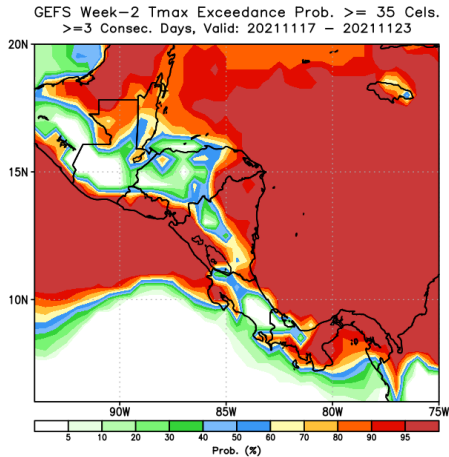 GEFS Week-2 Tmax Exceedance Prob. >= 35 Cels.
>=3 Consec. Days, Valid: 20211117 - 20211123
20N
15N
10N
90W 85W 80W 75W
5 10 20 30 40 50 60 70 80 90 95
Prob. (%)